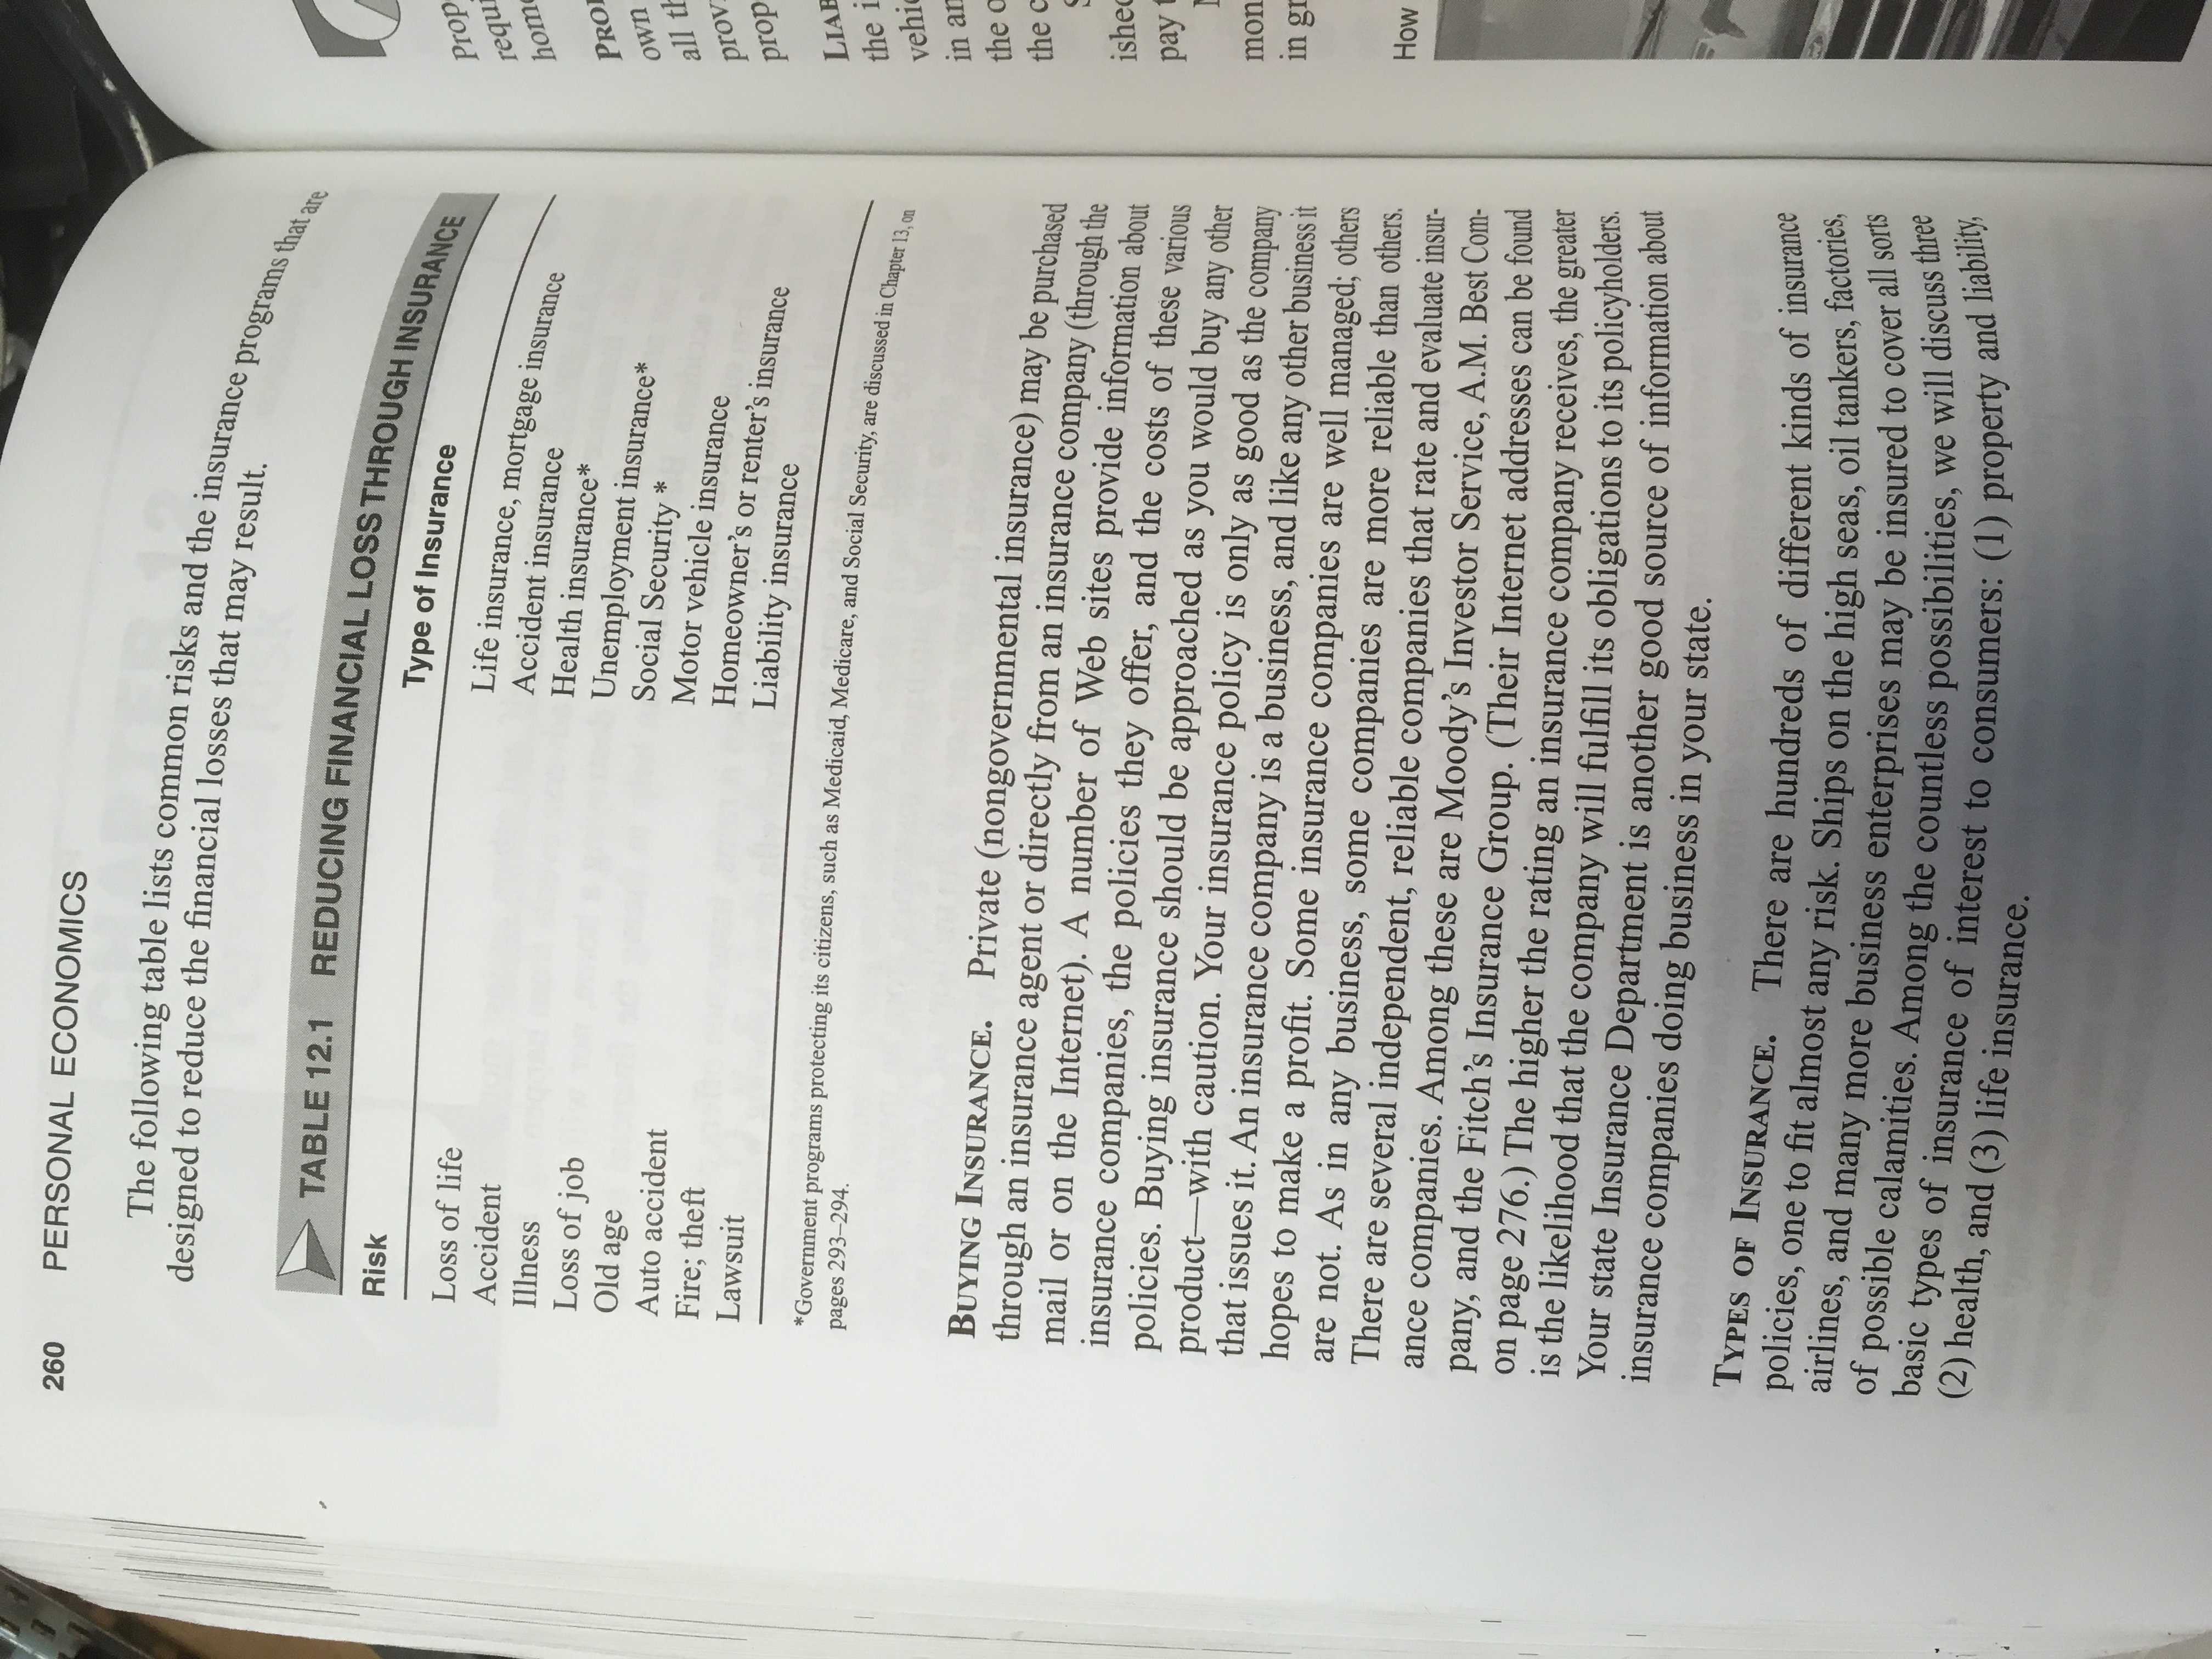 260 PERSONAL ECONOMICS
The following table lists common risks and the insurance programs that are
designed to reduce the financial losses that may result.
TABLE 12.1 REDUCING FINANCIAL LOSS THROUGH INSURANCE
Risk Type of Insurance
Loss of life Life insurance, mortgage insurance
Accident Accident insurance
Illness Health insurance*
Loss of job Unemployment insurance*
Old age Social Security *
Auto accident Motor vehicle insurance
Fire; theft Homeowner's or renter's insurance
Lawsuit Liability insurance
*Government programs protecting its citizens, such as Medicaid, Medicare, and Social Security, are discussed in Chapter 13, on
pages 293–294.
BUYING INSURANCE. Private (nongovernmental insurance) may be purchased
through an insurance agent or directly from an insurance company (through the
mail or on the Internet). A number of Web sites provide information about
insurance companies, the policies they offer, and the costs of these various
policies. Buying insurance should be approached as you would buy any other
product—with caution. Your insurance policy is only as good as the company
that issues it. An insurance company is a business, and like any other business it
hopes to make a profit. Some insurance companies are well managed; others
are not. As in any business, some companies are more reliable than others.
There are several independent, reliable companies that rate and evaluate insur-
ance companies. Among these are Moody's Investor Service, A.M. Best Com-
pany, and the Fitch's Insurance Group. (Their Internet addresses can be found
on page 276.) The higher the rating an insurance company receives, the greater
is the likelihood that the company will fulfill its obligations to its policyholders.
Your state Insurance Department is another good source of information about
insurance companies doing business in your state.
TYPES OF INSURANCE. There are hundreds of different kinds of insurance
policies, one to fit almost any risk. Ships on the high seas, oil tankers, factories,
airlines, and many more business enterprises may be insured to cover all sorts
of possible calamities. Among the countless possibilities, we will discuss three
basic types of insurance of interest to consumers: (1) property and liability,
(2) health, and (3) life insurance.
own
all
the
in
the
the
pay
in
How